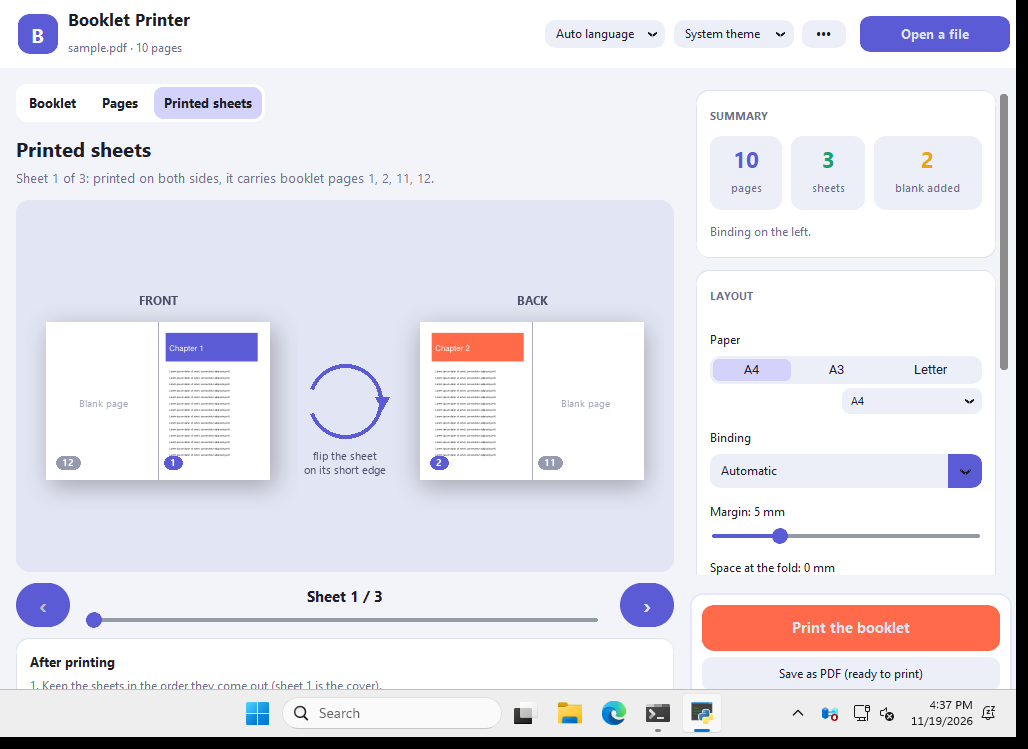 B
Booklet Printer
sample.pdf · 10 pages
Auto language
System theme
•••
Open a file
Booklet
Pages
Printed sheets
Printed sheets
Sheet 1 of 3: printed on both sides, it carries booklet pages 1, 2, 11, 12.
FRONT
BACK
Blank page
12
Chapter 1
1
flip the sheet
on its short edge
Chapter 2
2
Blank page
11
‹
Sheet 1 / 3
›
After printing
1. Keep the sheets in the order they come out (sheet 1 is the cover).
SUMMARY
10
pages
3
sheets
2
blank added
Binding on the left.
LAYOUT
Paper
A4
A3
Letter
A4
Binding
Automatic
Margin: 5 mm
Space at the fold: 0 mm
Print the booklet
Save as PDF (ready to print)
Search
4:37 PM
11/19/2026